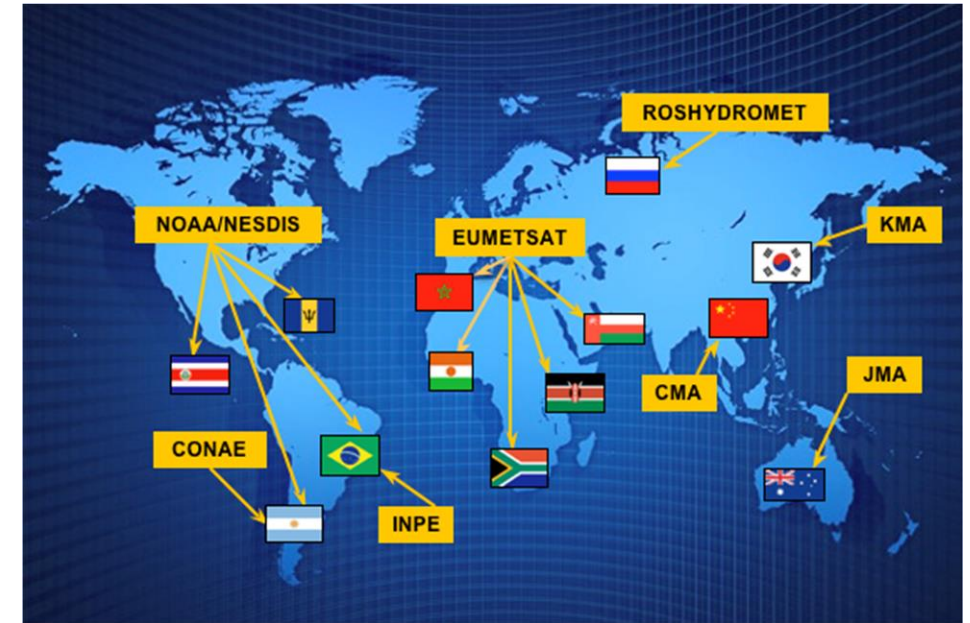 ROSHYDROMET
NOAA/NESDIS
EUMETSAT
KMA
CMA
JMA
CONAE
INPE